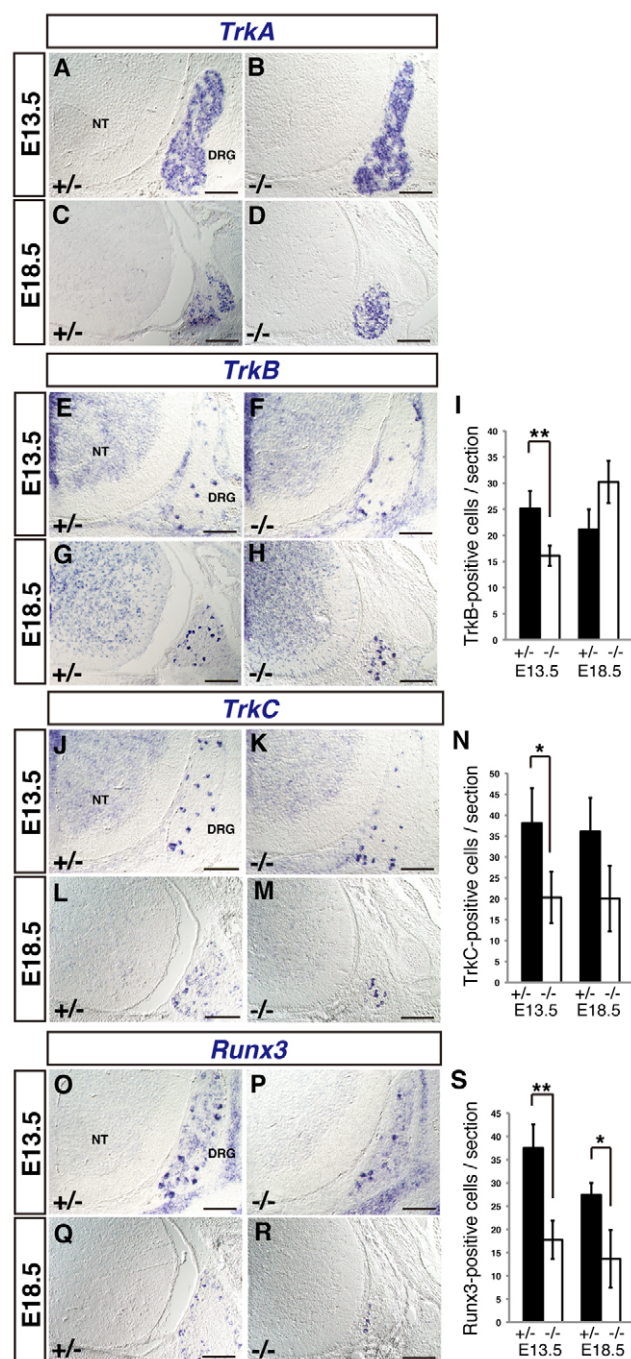 TrkA
E13.5
A
B
NT
DRG
+/-
-/-
E18.5
C
D
+/-
-/-
TrkB
E13.5
E
F
NT
DRG
+/-
-/-
E18.5
G
H
+/-
-/-
I
TrkB-positive cells / section
40
35
30
25
20
15
10
5
0
**
+/- -/- +/- -/-
E13.5 E18.5
TrkC
E13.5
J
K
NT
DRG
+/-
-/-
E18.5
L
M
+/-
-/-
N
TrkC-positive cells / section
50
45
40
35
30
25
20
15
10
5
0
*
+/- -/- +/- -/-
E13.5 E18.5
Runx3
E13.5
O
P
NT
DRG
+/-
-/-
E18.5
Q
R
+/-
-/-
S
Runx3-positive cells / section
45
40
35
30
25
20
15
10
5
0
**
*
+/- -/- +/- -/-
E13.5 E18.5